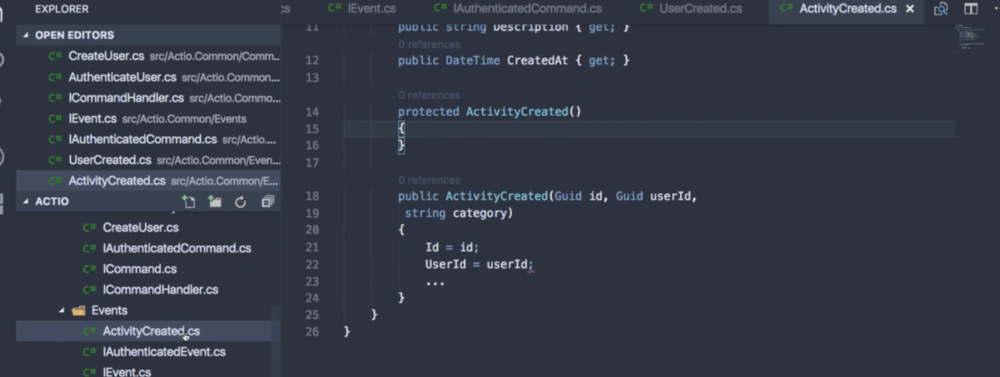 EXPLORER
OPEN EDITORS
C# CreateUser.cs src/Actio.Common/Comm...
C# AuthenticateUser.cs src/Actio.Common...
C# ICommandHandler.cs src/Actio.Commo...
C# IEvent.cs src/Actio.Common/Events
C# IAuthenticatedCommand.cs src/Actio....
C# UserCreated.cs src/Actio.Common/Even...
C# ActivityCreated.cs src/Actio.Common/E...
ACTIO
C# CreateUser.cs
C# IAuthenticatedCommand.cs
C# ICommand.cs
C# ICommandHandler.cs
Events
C# ActivityCreated.cs
C# IAuthenticatedEvent.cs
C# IEvent.cs
cs C# IEvent.cs C# IAuthenticatedCommand.cs C# UserCreated.cs C# ActivityCreated.cs ×
11 public string Description { get; }
0 references
12 public DateTime CreatedAt { get; }
13
0 references
14 protected ActivityCreated()
15 {
16 }
17
0 references
18 public ActivityCreated(Guid id, Guid userId,
19 string category)
20 {
21 Id = id;
22 UserId = userId;
23 ...
24 }
25 }
26 }